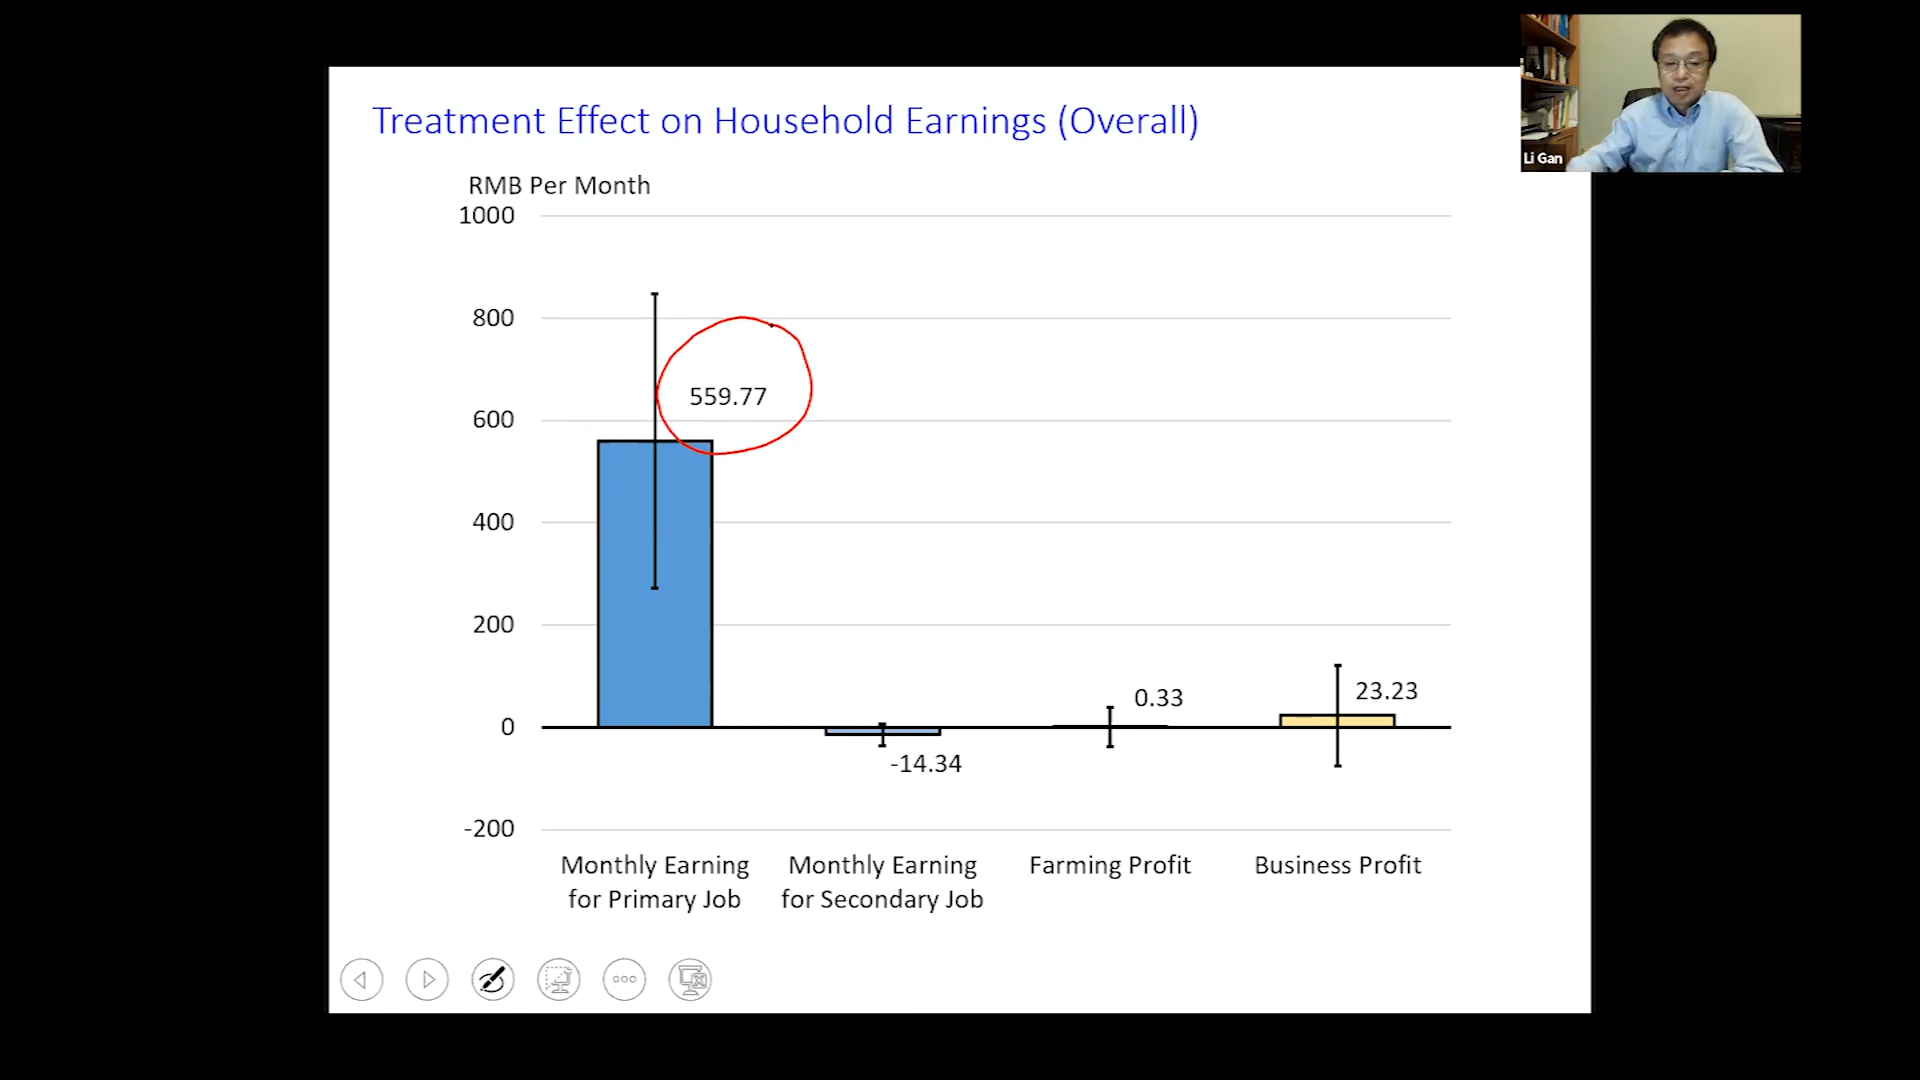 Treatment Effect on Household Earnings (Overall)
Li Gan
RMB Per Month
1000
800
559.77
600
400
200
0.33
23.23
0
-14.34
-200
Monthly Earning
for Primary Job
Monthly Earning
for Secondary Job
Farming Profit
Business Profit